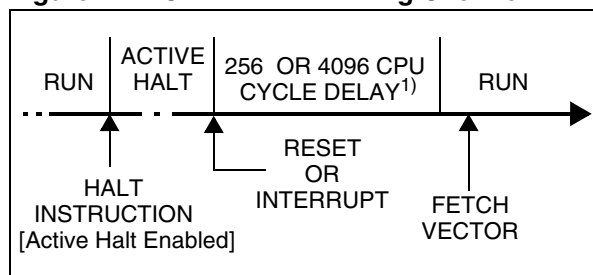 RUN
ACTIVE
HALT
256 OR 4096 CPU
CYCLE DELAY1)
RUN
HALT
INSTRUCTION
[Active Halt Enabled]
RESET
OR
INTERRUPT
FETCH
VECTOR